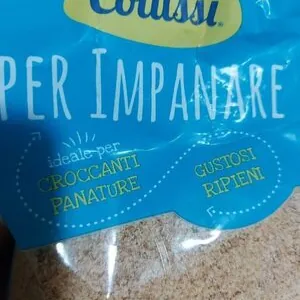 Colussi
PER IMPANARE
ideale per
CROCCANTI
PANATURE
GUSTOSI
RIPIENI